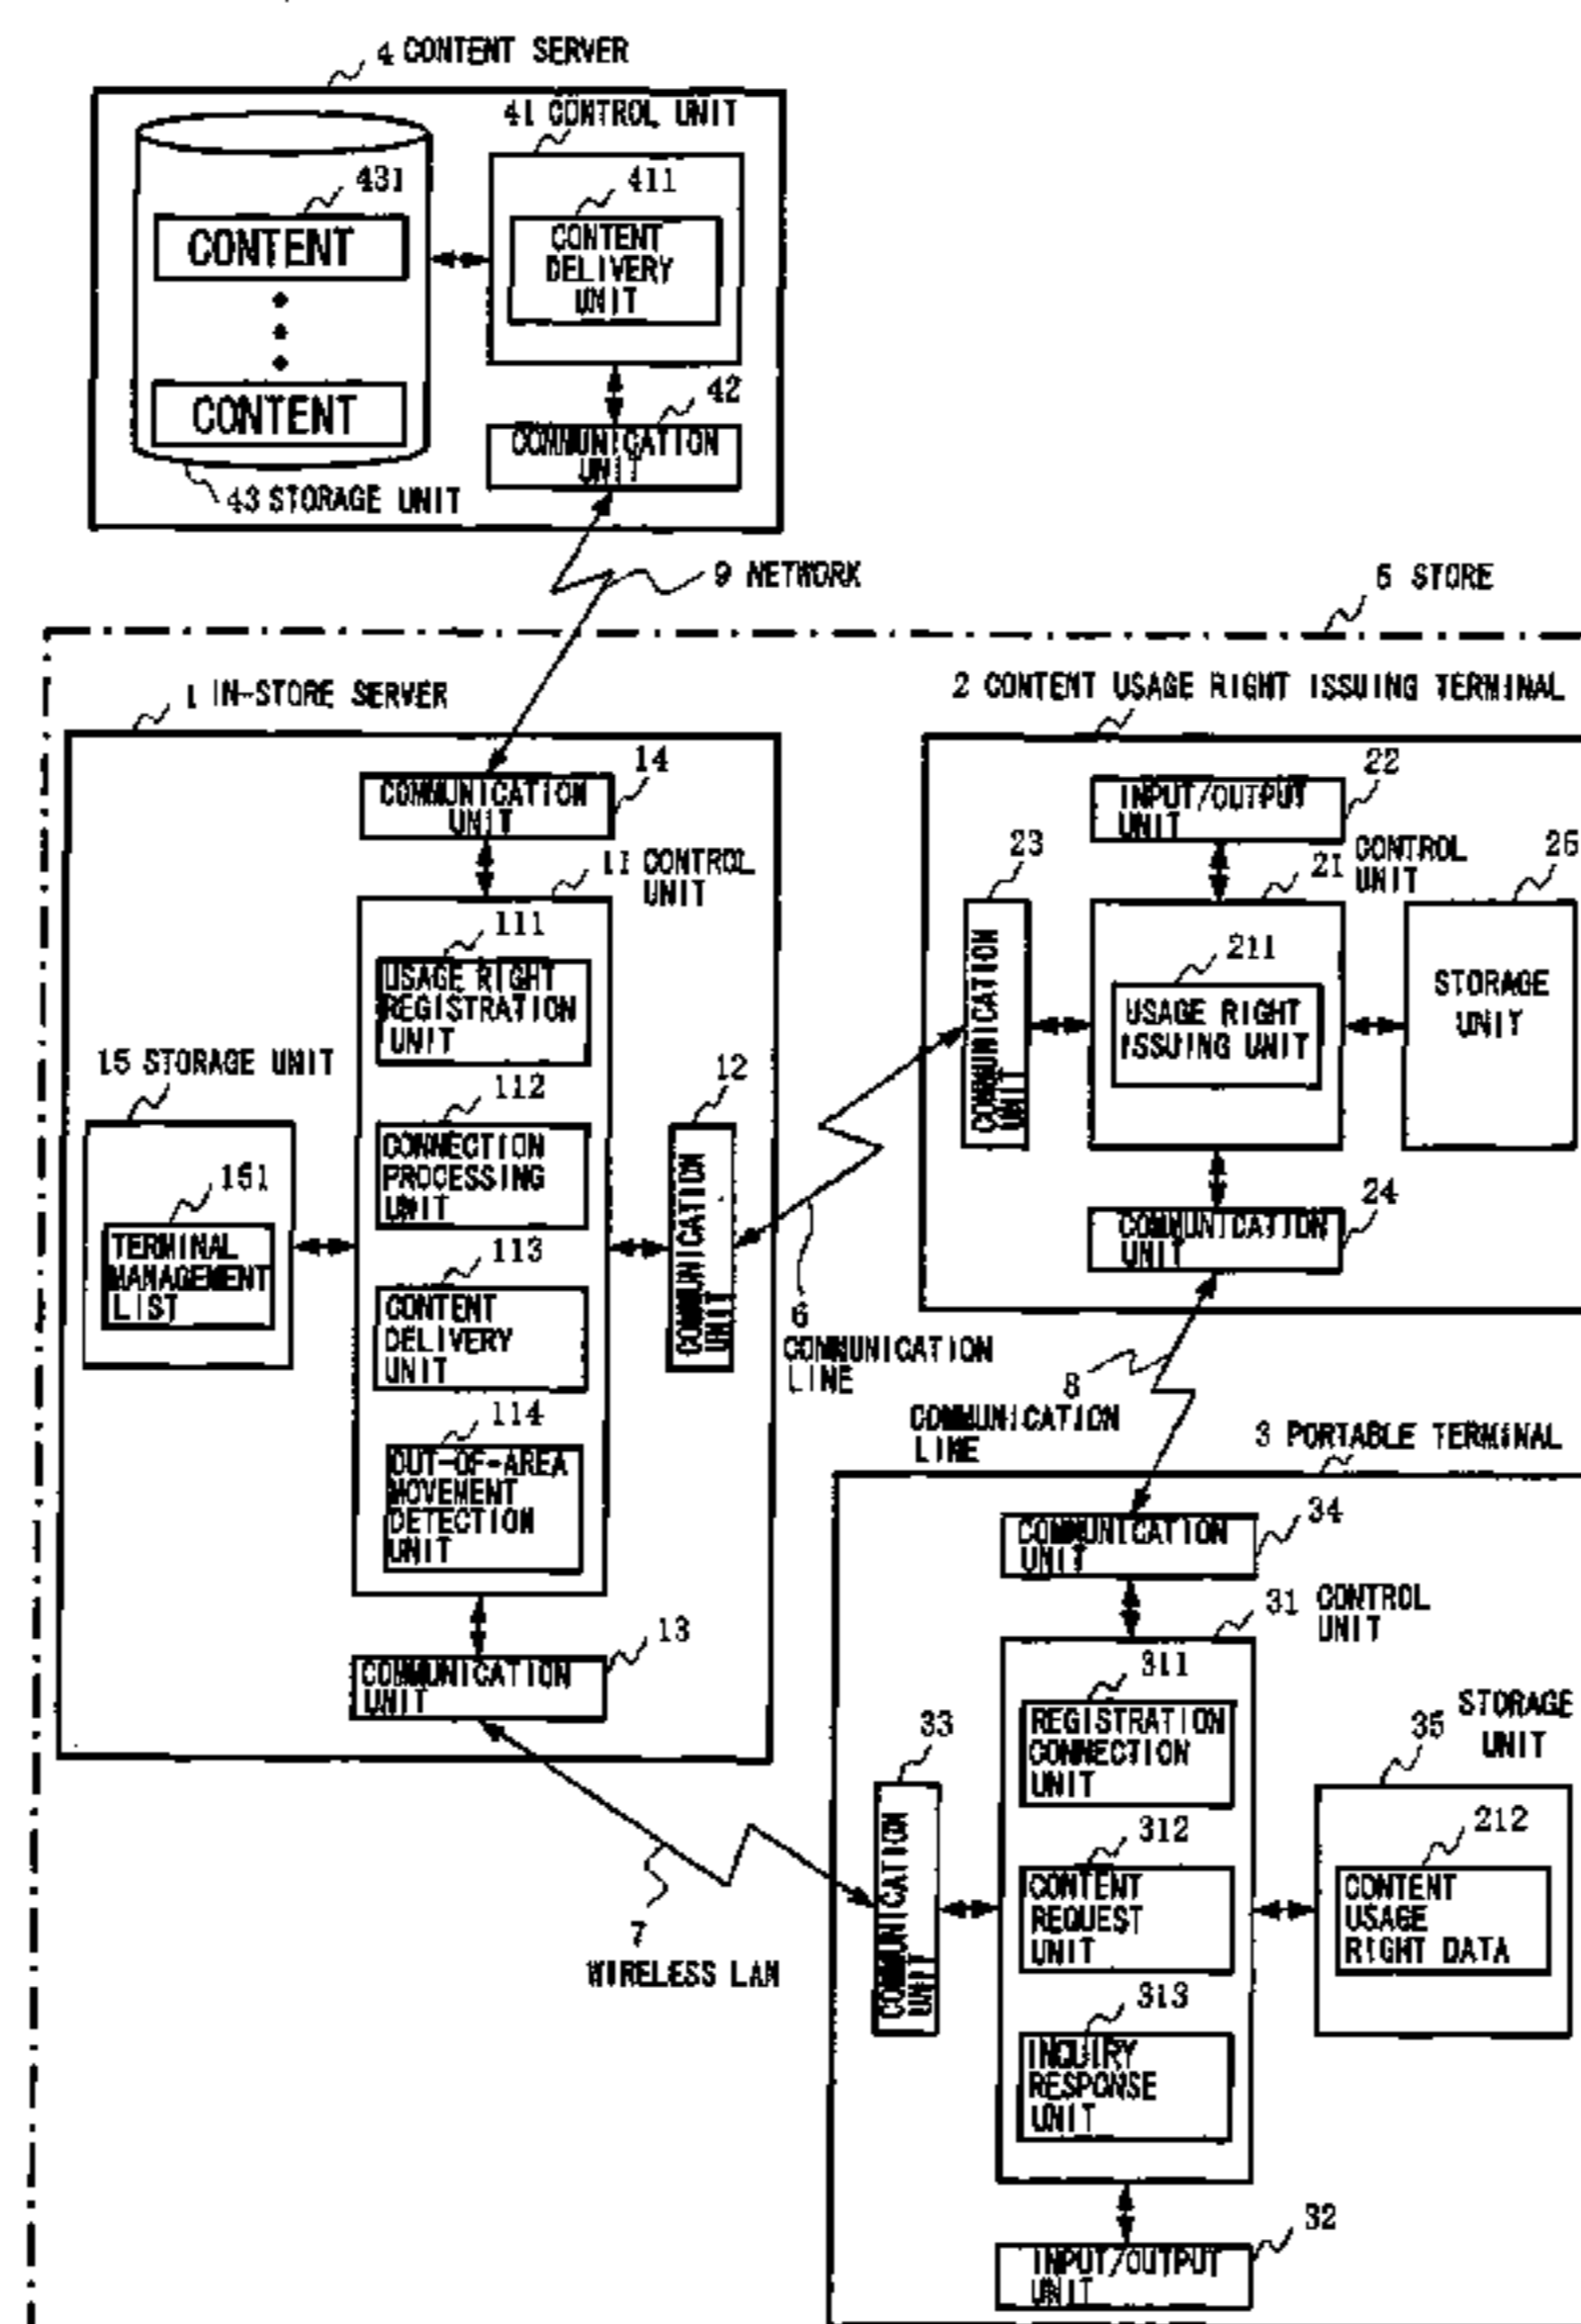 4 CONTENT SERVER
41 CONTROL UNIT
431
411
CONTENT
CONTENT
DELIVERY
UNIT
CONTENT
42
COMMUNICATION
UNIT
43 STORAGE UNIT
9 NETWORK
5 STORE
1 IN-STORE SERVER
2 CONTENT USAGE RIGHT ISSUING TERMINAL
14
COMMUNICATION
UNIT
11 CONTROL
UNIT
111
USAGE RIGHT
REGISTRATION
UNIT
15 STORAGE UNIT
112
12
CONNECTION
PROCESSING
UNIT
COMMUNICATION
UNIT
151
TERMINAL
MANAGEMENT
LIST
113
CONTENT
DELIVERY
UNIT
114
OUT-OF-AREA
MOVEMENT
DETECTION
UNIT
13
COMMUNICATION
UNIT
22
INPUT/OUTPUT
UNIT
23
21 CONTROL
UNIT
26
COMMUNICATION
UNIT
211
USAGE RIGHT
ISSUING UNIT
STORAGE
UNIT
24
COMMUNICATION
UNIT
6
COMMUNICATION
LINE
8
COMMUNICATION
LINE
3 PORTABLE TERMINAL
34
COMMUNICATION
UNIT
31 CONTROL
UNIT
311
REGISTRATION
CONNECTION
UNIT
33
35 STORAGE
UNIT
COMMUNICATION
UNIT
312
CONTENT
REQUEST
UNIT
212
CONTENT
USAGE
RIGHT DATA
7
WIRELESS LAN
313
INQUIRY
RESPONSE
UNIT
32
INPUT/OUTPUT
UNIT